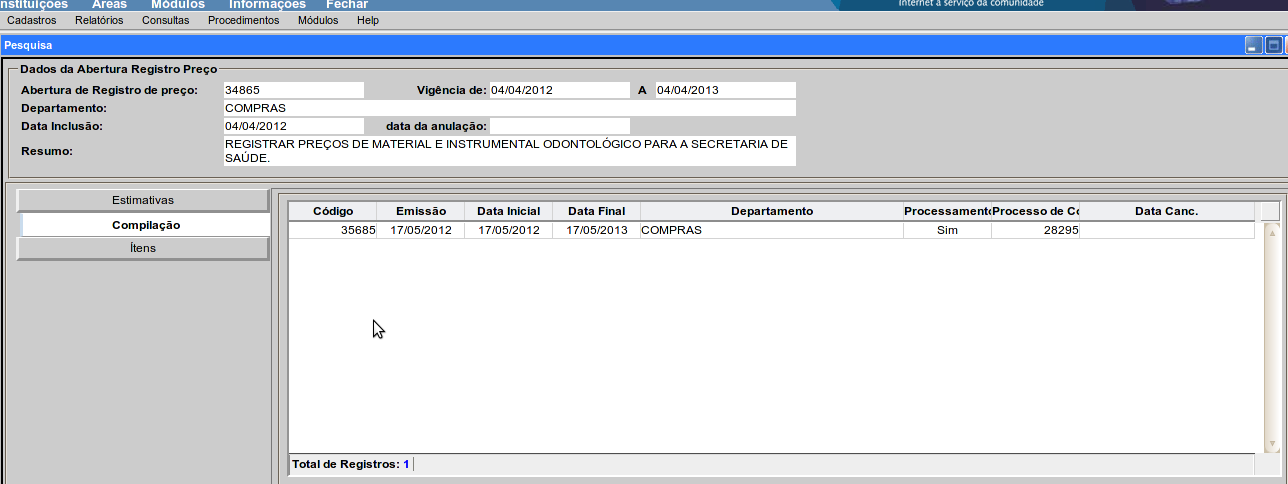 nstituições Áreas Módulos Informações Fechar
Internet a serviço da comunidade
Cadastros Relatórios Consultas Procedimentos Módulos Help
Pesquisa
Dados da Abertura Registro Preço
Abertura de Registro de preço: 34865 Vigência de: 04/04/2012 A 04/04/2013
Departamento: COMPRAS
Data Inclusão: 04/04/2012 data da anulação:
Resumo: REGISTRAR PREÇOS DE MATERIAL E INSTRUMENTAL ODONTOLÓGICO PARA A SECRETARIA DE
SAÚDE.
Estimativas
Compilação
Ítens
Código Emissão Data Inicial Data Final Departamento Processament Processo de Co Data Canc.
35685 17/05/2012 17/05/2012 17/05/2013 COMPRAS Sim 28295
Total de Registros: 1